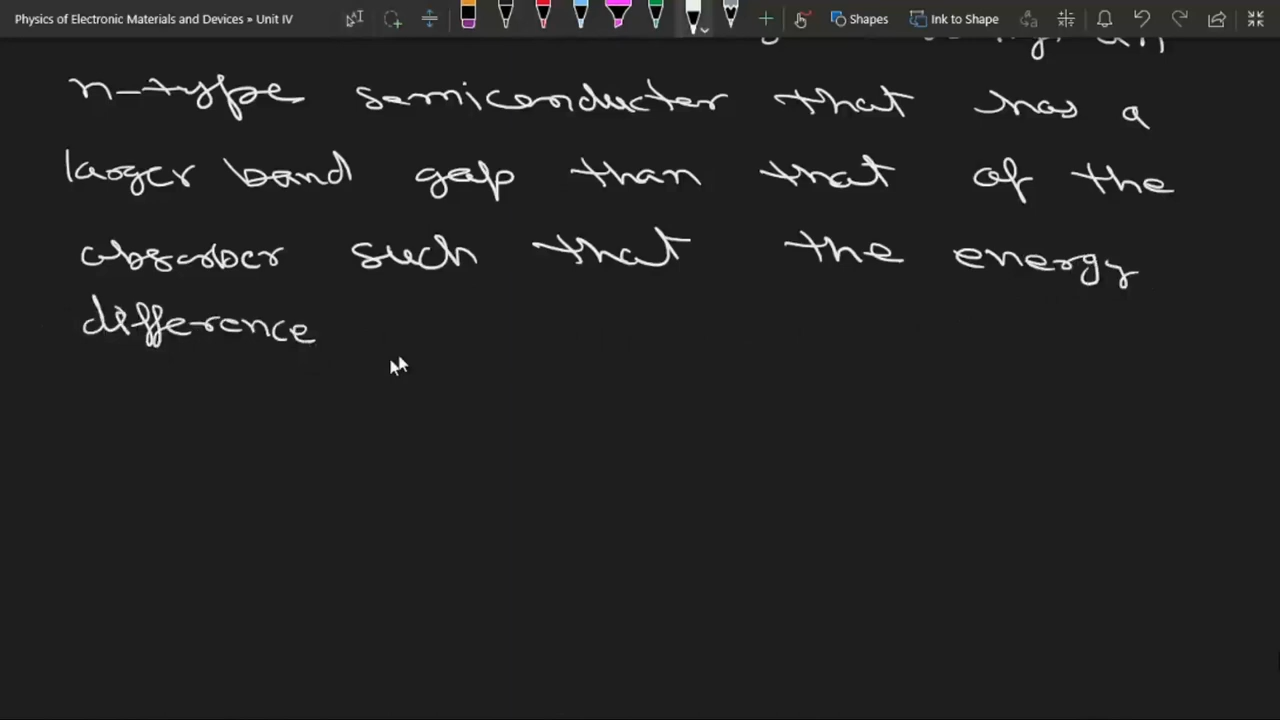 Physics of Electronic Materials and Devices » Unit IV Shapes Ink to Shape
n-type semiconductor that has a
larger band gap than that of the
absorber such that the energy
difference